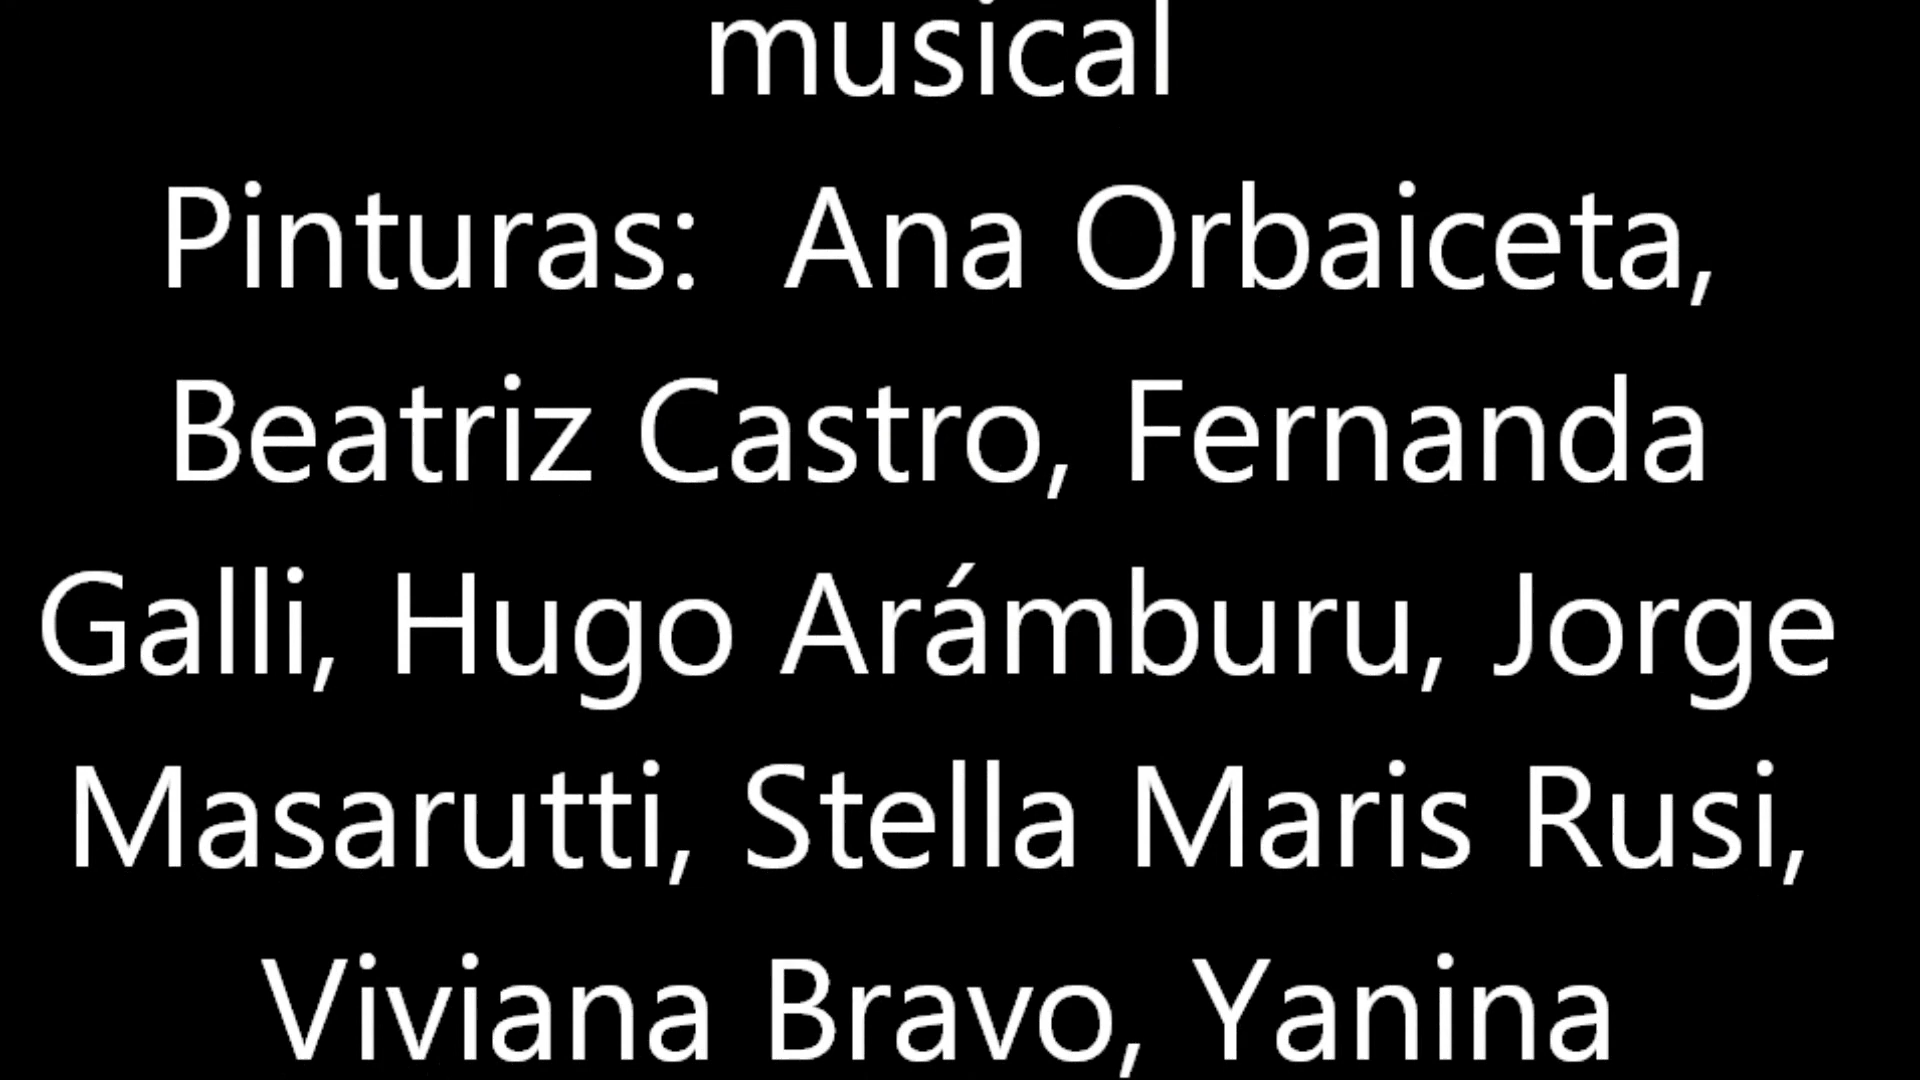 musical
Pinturas:  Ana Orbaiceta,
Beatriz Castro, Fernanda
Galli, Hugo Arámburu, Jorge
Masarutti, Stella Maris Rusi,
Viviana Bravo, Yanina